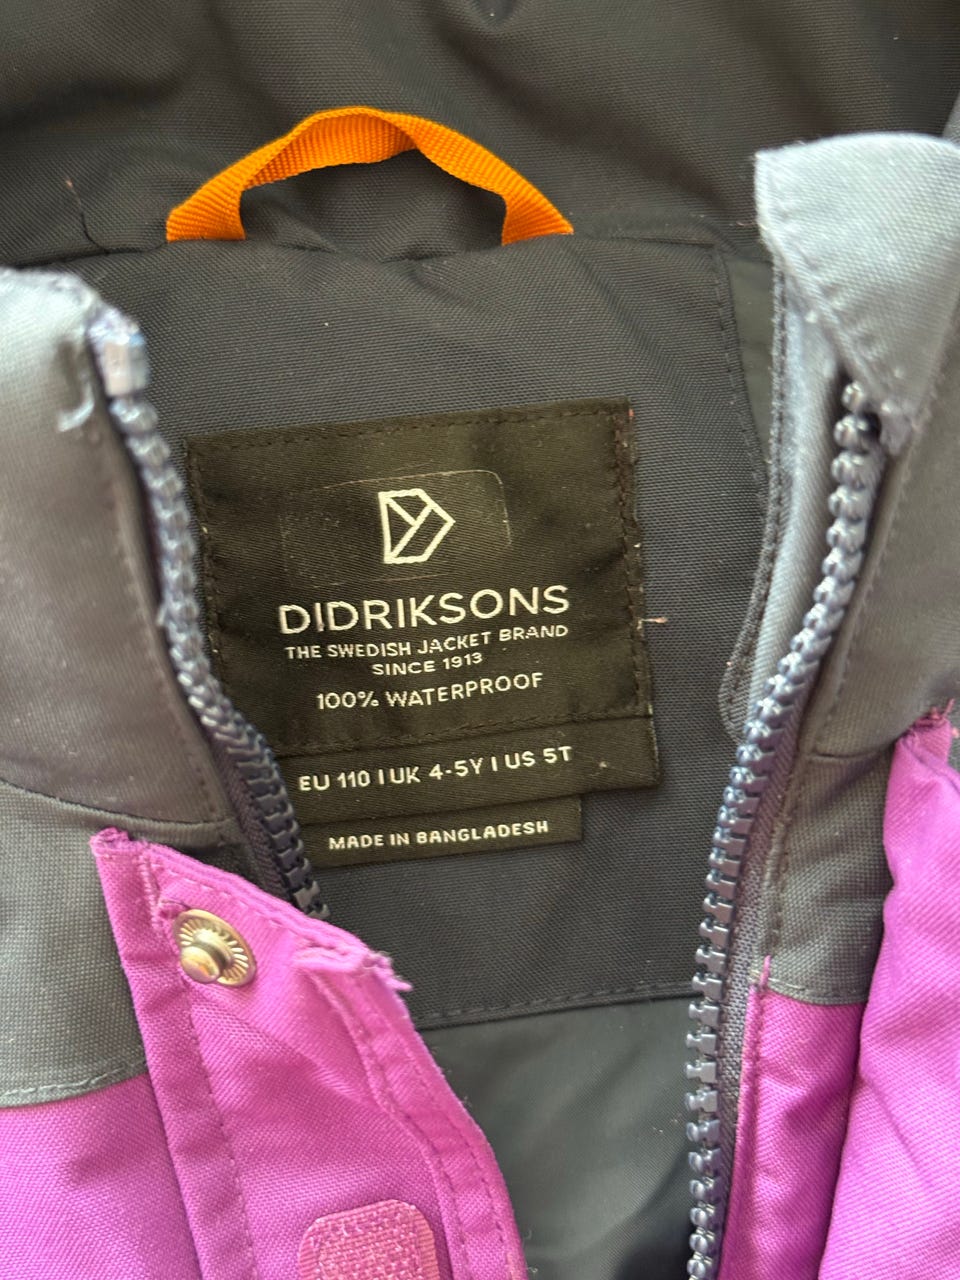 DIDRIKSONS
THE SWEDISH JACKET BRAND
SINCE 1913
100% WATERPROOF
EU 110 | UK 4-5Y | US 5T
MADE IN BANGLADESH